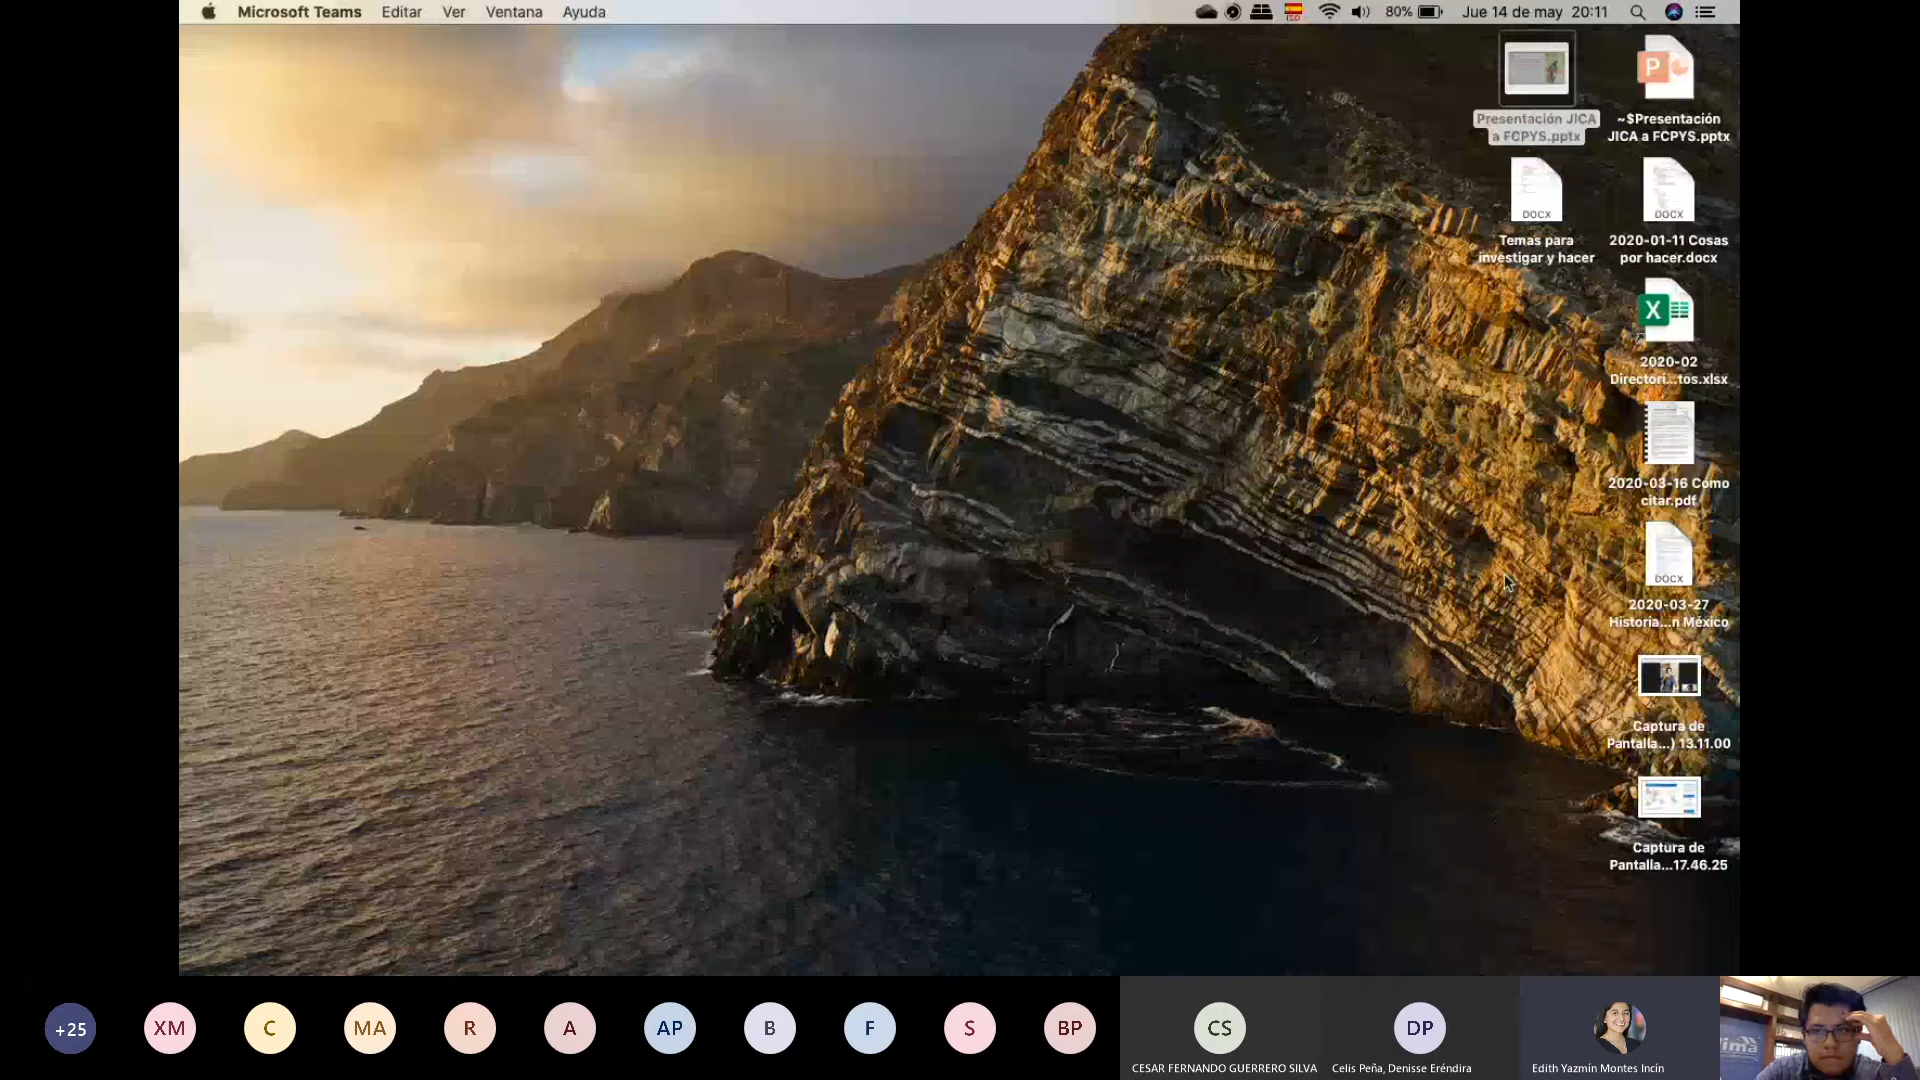 Microsoft Teams Editar Ver Ventana Ayuda
80% Jue 14 de may 20:11
Presentación JICA
a FCPYS.pptx
~$Presentación
JICA a FCPYS.pptx
DOCX
Temas para
investigar y hacer
DOCX
2020-01-11 Cosas
por hacer.docx
2020-02
Directori...tos.xlsx
2020-03-16 Como
citar.pdf
DOCX
2020-03-27
Historia...n México
Captura de
Pantalla...) 13.11.00
Captura de
Pantalla...17.46.25
+25 XM C MA R A AP B F S BP CS DP
CESAR FERNANDO GUERRERO SILVA
Celis Peña, Denisse Eréndira
Edith Yazmín Montes Incín